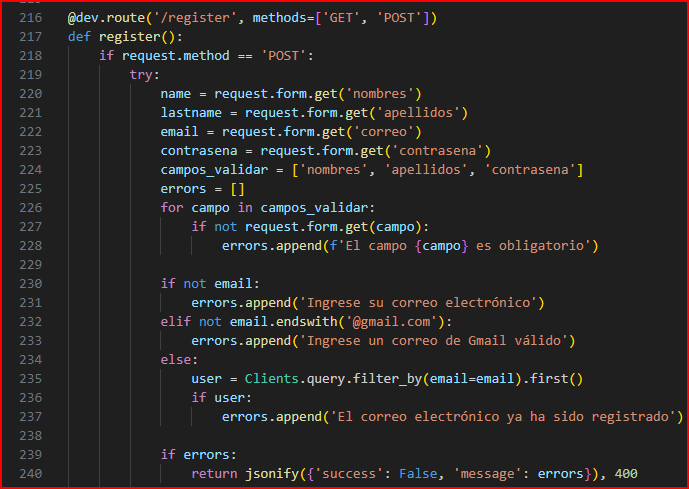 216 @dev.route('/register', methods=['GET', 'POST'])
217 def register():
218     if request.method == 'POST':
219         try:
220             name = request.form.get('nombres')
221             lastname = request.form.get('apellidos')
222             email = request.form.get('correo')
223             contrasena = request.form.get('contrasena')
224             campos_validar = ['nombres', 'apellidos', 'contrasena']
225             errors = []
226             for campo in campos_validar:
227                 if not request.form.get(campo):
228                     errors.append(f'El campo {campo} es obligatorio')
229
230             if not email:
231                 errors.append('Ingrese su correo electrónico')
232             elif not email.endswith('@gmail.com'):
233                 errors.append('Ingrese un correo de Gmail válido')
234             else:
235                 user = Clients.query.filter_by(email=email).first()
236                 if user:
237                     errors.append('El correo electrónico ya ha sido registrado')
238
239             if errors:
240                 return jsonify({'success': False, 'message': errors}), 400